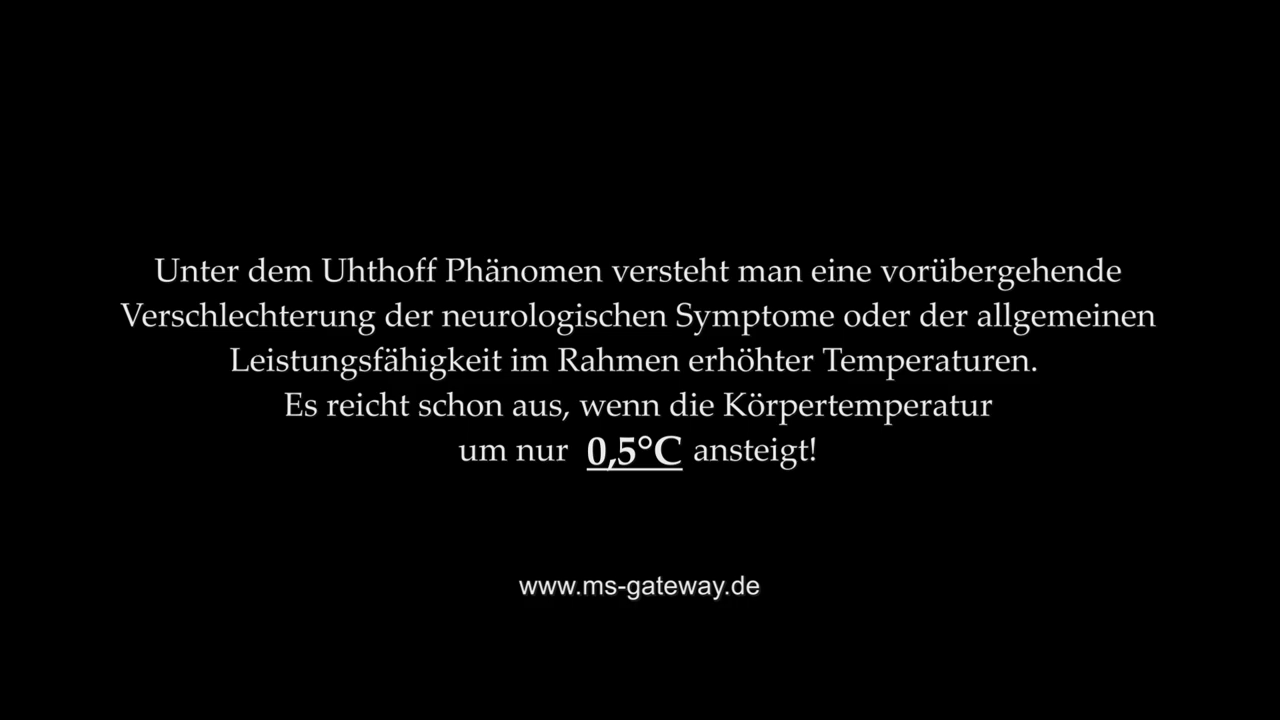 Unter dem Uhthoff Phänomen versteht man eine vorübergehende
Verschlechterung der neurologischen Symptome oder der allgemeinen
Leistungsfähigkeit im Rahmen erhöhter Temperaturen.
Es reicht schon aus, wenn die Körpertemperatur
um nur 0,5°C ansteigt!
www.ms-gateway.de